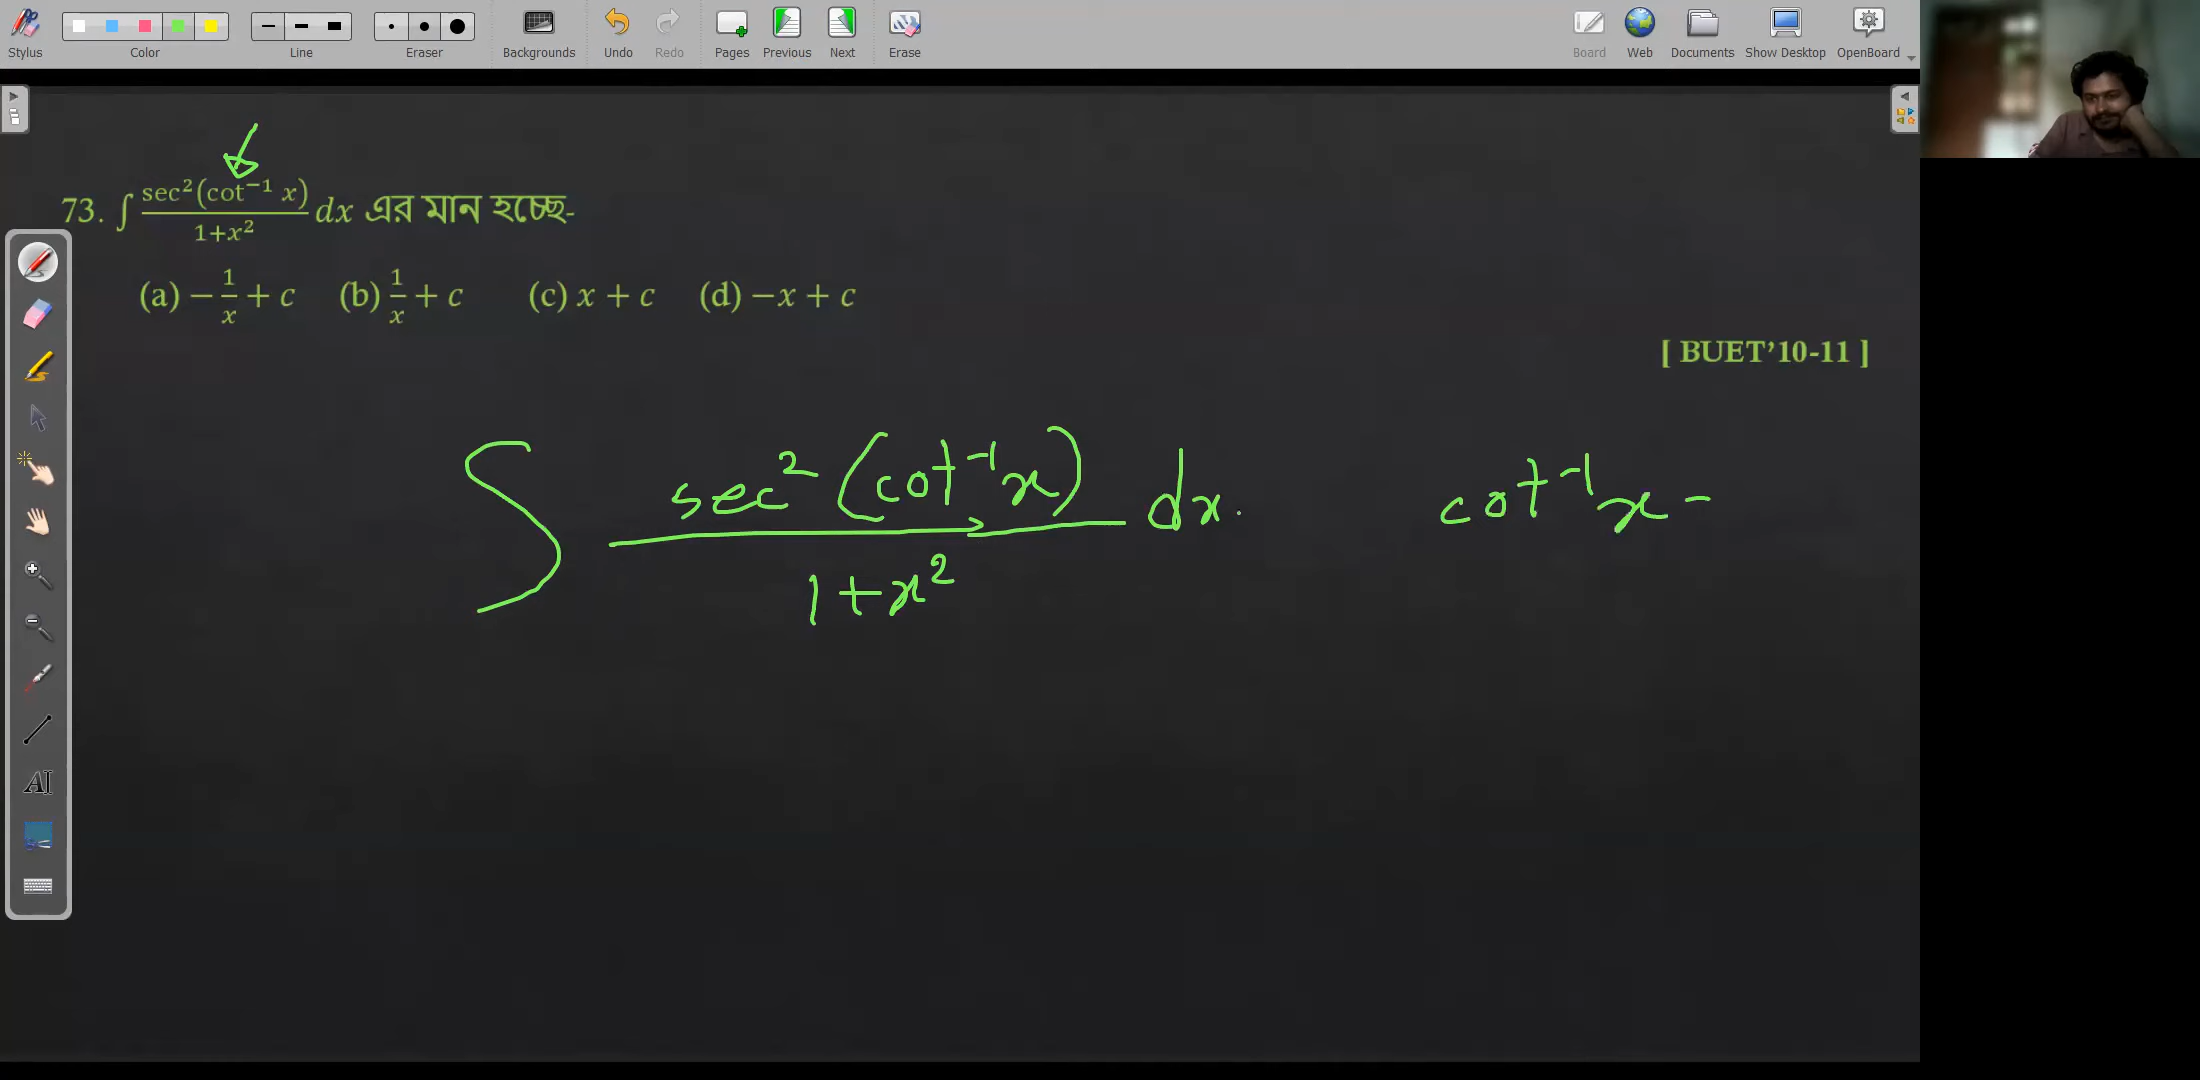 Stylus Color Line Eraser Backgrounds Undo Redo Pages Previous Next Erase Board Web Documents Show Desktop OpenBoard
73. ∫ sec²(cot⁻¹ x)/1+x² dx এর মান হচ্ছে-
(a) −1/x + c (b) 1/x + c (c) x + c (d) −x + c
[ BUET’10-11 ]
∫ sec² (cot⁻¹x)/1+x² dx. cot⁻¹x -
AI